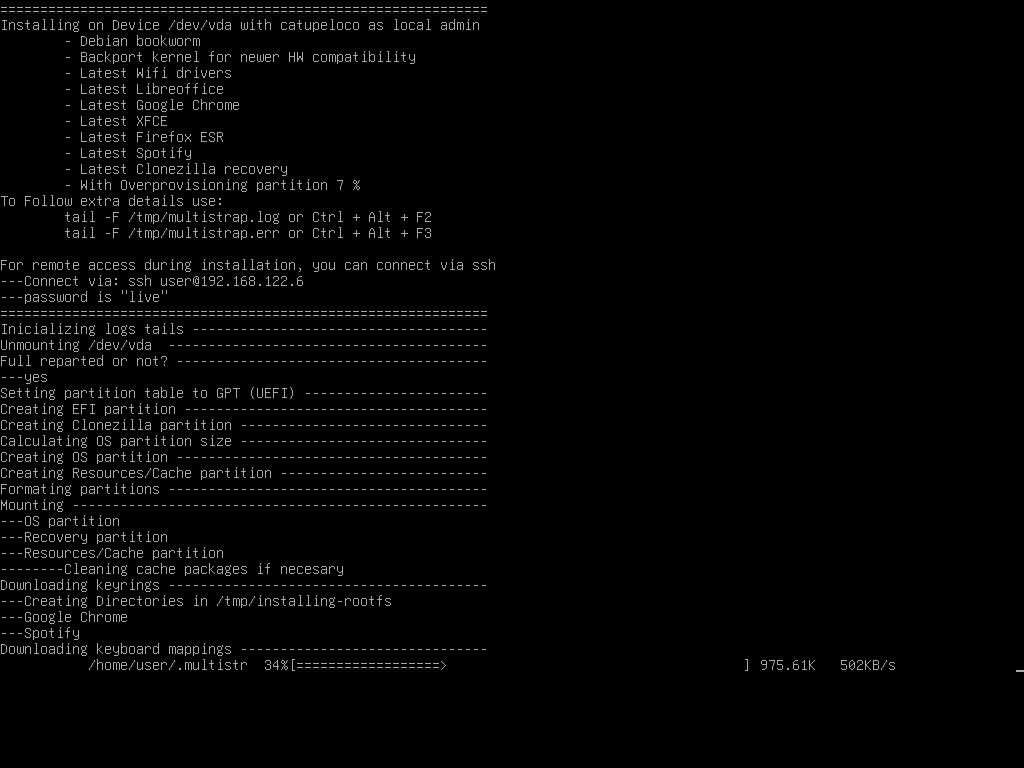 =============================================================
Installing on Device /dev/vda with catupeloco as local admin
        - Debian bookworm
        - Backport kernel for newer HW compatibility
        - Latest Wifi drivers
        - Latest Libreoffice
        - Latest Google Chrome
        - Latest XFCE
        - Latest Firefox ESR
        - Latest Spotify
        - Latest Clonezilla recovery
        - With Overprovisioning partition 7 %
To Follow extra details use:
        tail -F /tmp/multistrap.log or Ctrl + Alt + F2
        tail -F /tmp/multistrap.err or Ctrl + Alt + F3
For remote access during installation, you can connect via ssh
---Connect via: ssh user@192.168.122.6
---password is "live"
=============================================================
Inicializing logs tails -------------------------------------
Unmounting /dev/vda  ----------------------------------------
Full reparted or not? ---------------------------------------
---yes
Setting partition table to GPT (UEFI) -----------------------
Creating EFI partition --------------------------------------
Creating Clonezilla partition -------------------------------
Calculating OS partition size -------------------------------
Creating OS partition ---------------------------------------
Creating Resources/Cache partition --------------------------
Formating partitions ----------------------------------------
Mounting ----------------------------------------------------
---OS partition
---Recovery partition
---Resources/Cache partition
--------Cleaning cache packages if necesary
Downloading keyrings ----------------------------------------
---Creating Directories in /tmp/installing-rootfs
---Google Chrome
---Spotify
Downloading keyboard mappings -------------------------------
           /home/user/.multistr  34%[==================>                                     ] 975.61K   502KB/s